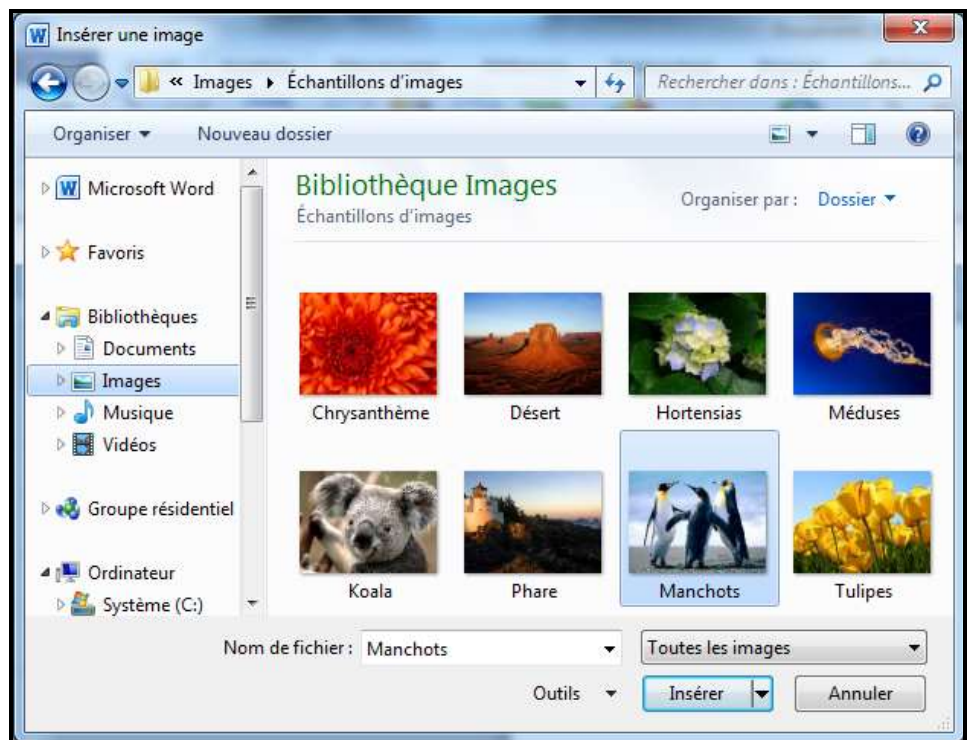 Insérer une image
« Images Échantillons d'images
Rechercher dans : Échantillons...
Organiser Nouveau dossier
Microsoft Word
Favoris
Bibliothèques
Documents
Images
Musique
Vidéos
Groupe résidentiel
Ordinateur
Système (C:)
Bibliothèque Images
Échantillons d'images
Organiser par : Dossier
Chrysanthème Désert Hortensias Méduses
Koala Phare Manchots Tulipes
Nom de fichier : Manchots Toutes les images
Outils Insérer Annuler